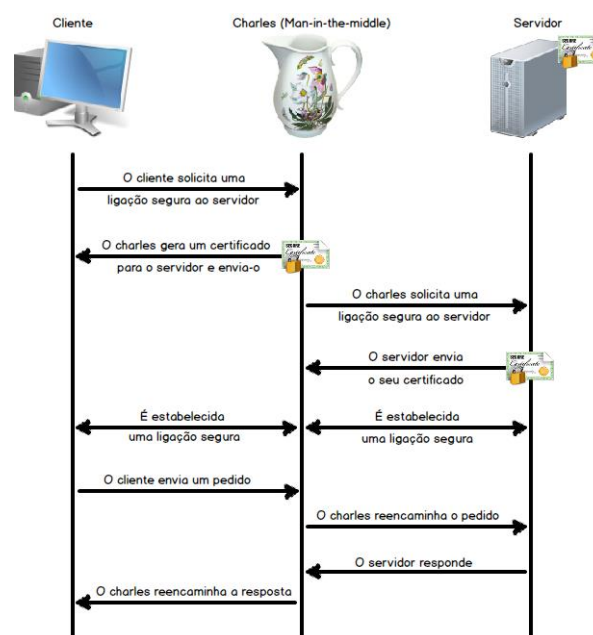 Cliente
Charles (Man-in-the-middle)
Servidor
O cliente solicita uma
ligação segura ao servidor
O charles gera um certificado
para o servidor e envia-o
O charles solicita uma
ligação segura ao servidor
O servidor envia
o seu certificado
É estabelecida
uma ligação segura
É estabelecida
uma ligação segura
O cliente envia um pedido
O charles reencaminha o pedido
O servidor responde
O charles reencaminha a resposta